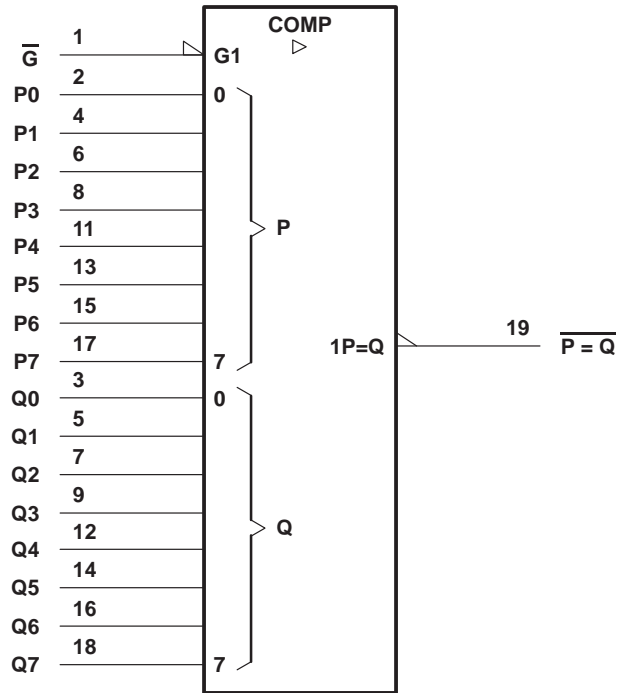 COMP
G 1 G1
P0 2 0
P1 4
P2 6
P3 8
P4 11 P
P5 13
P6 15
P7 17 7
1P=Q 19 P = Q
Q0 3 0
Q1 5
Q2 7
Q3 9
Q4 12 Q
Q5 14
Q6 16
Q7 18 7